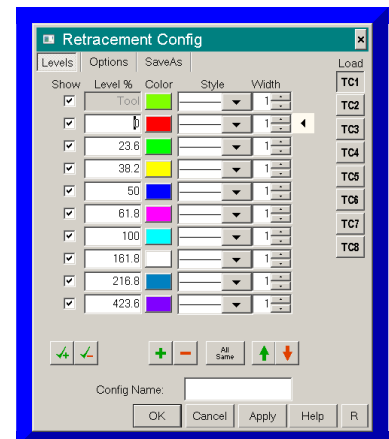 Retracement Config
Levels Options SaveAs Load
Show Level % Color Style Width TC1
Tool 1 TC2
0 1 TC3
23.6 1 TC4
38.2 1 TC5
50 1 TC6
61.8 1 TC7
100 1 TC8
161.8 1
216.8 1
423.6 1
All Same
Config Name:
OK Cancel Apply Help R